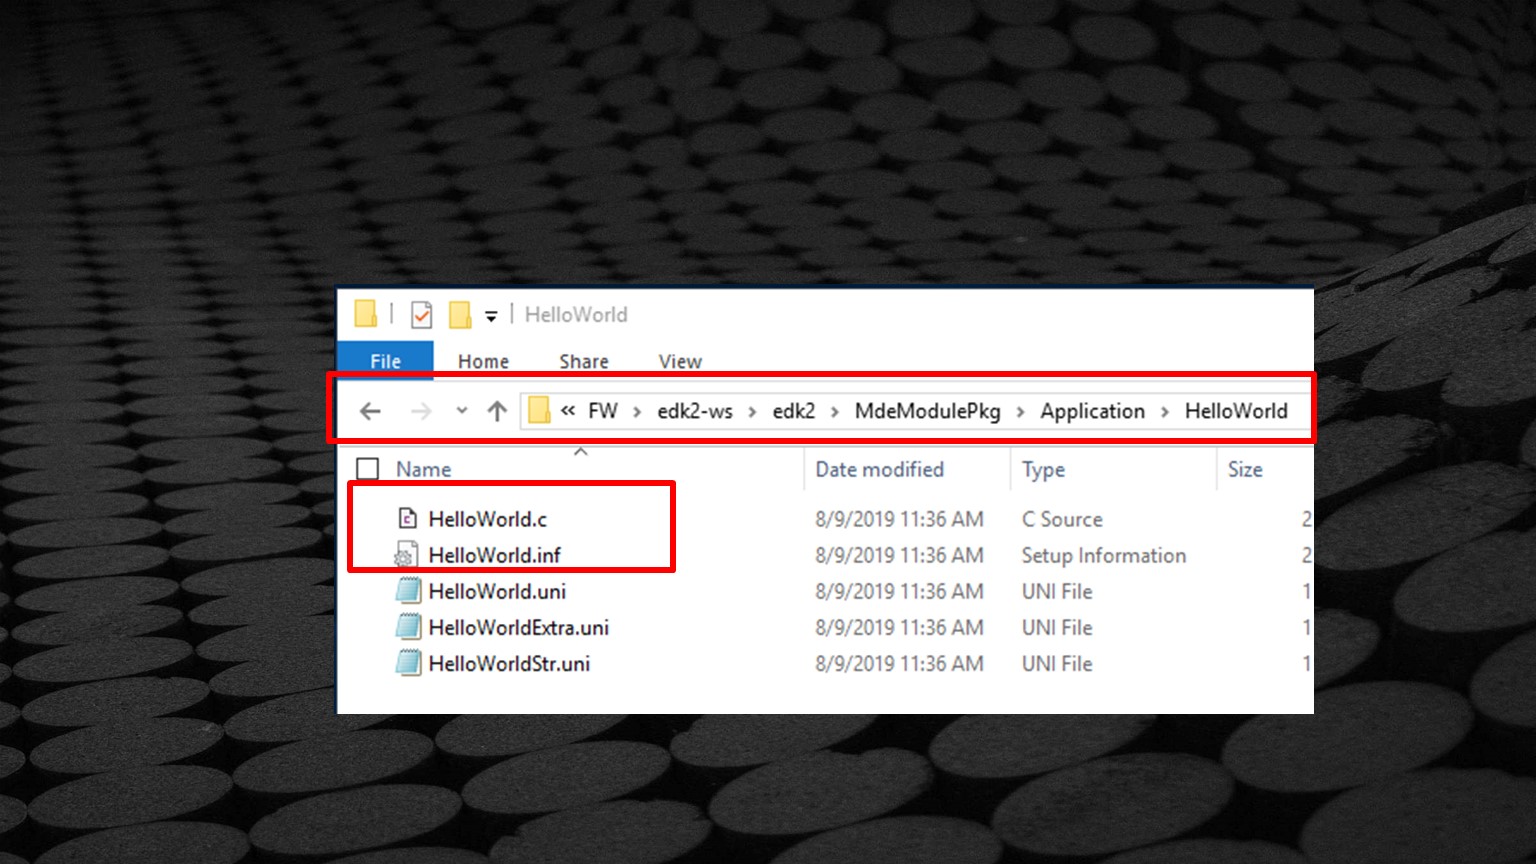 HelloWorld
File Home Share View
« FW > edk2-ws > edk2 > MdeModulePkg > Application > HelloWorld
Name Date modified Type Size
HelloWorld.c 8/9/2019 11:36 AM C Source 2
HelloWorld.inf 8/9/2019 11:36 AM Setup Information 2
HelloWorld.uni 8/9/2019 11:36 AM UNI File 1
HelloWorldExtra.uni 8/9/2019 11:36 AM UNI File 1
HelloWorldStr.uni 8/9/2019 11:36 AM UNI File 1